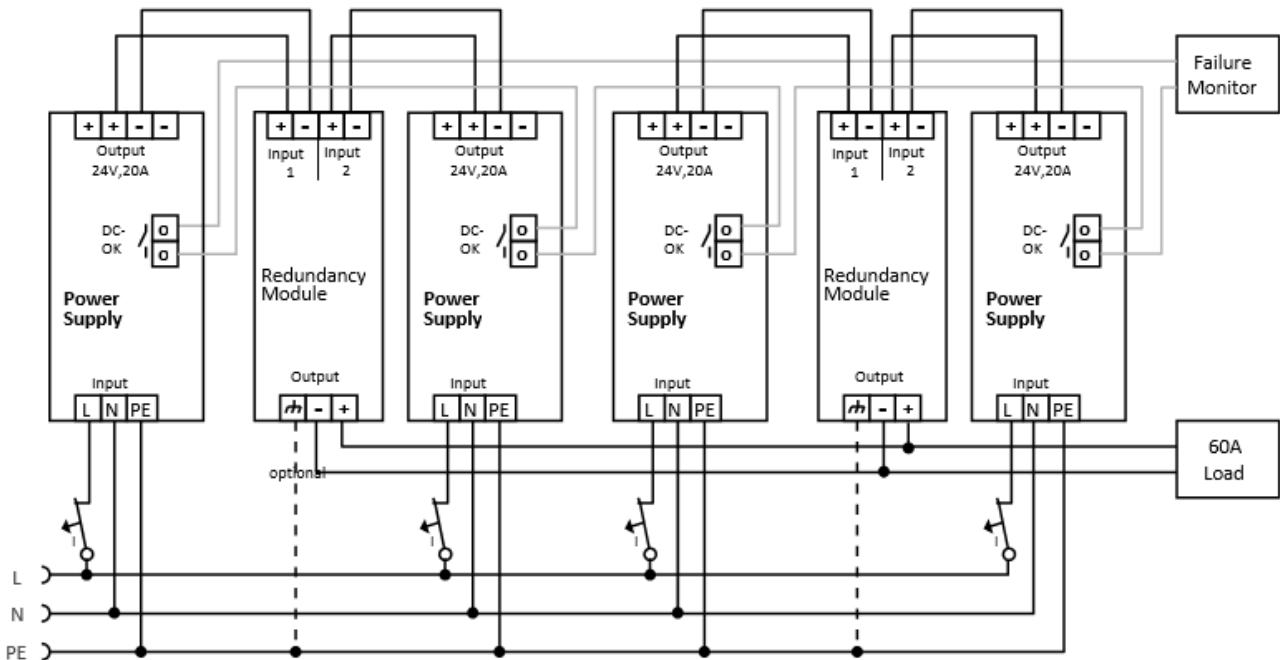 Failure
Monitor
+ + - -
+ - + -
+ + - -
+ + - -
+ - + -
+ + - -
Output
24V,20A
Input
1
Input
2
Output
24V,20A
Output
24V,20A
Input
1
Input
2
Output
24V,20A
DC-
OK
o
o
DC-
OK
o
o
DC-
OK
o
o
DC-
OK
o
o
Redundancy
Module
Redundancy
Module
Power
Supply
Power
Supply
Power
Supply
Power
Supply
Input
Output
Input
Input
Output
Input
L N PE
- +
L N PE
L N PE
- +
L N PE
60A
Load
optional
I
I
I
I
L
N
PE